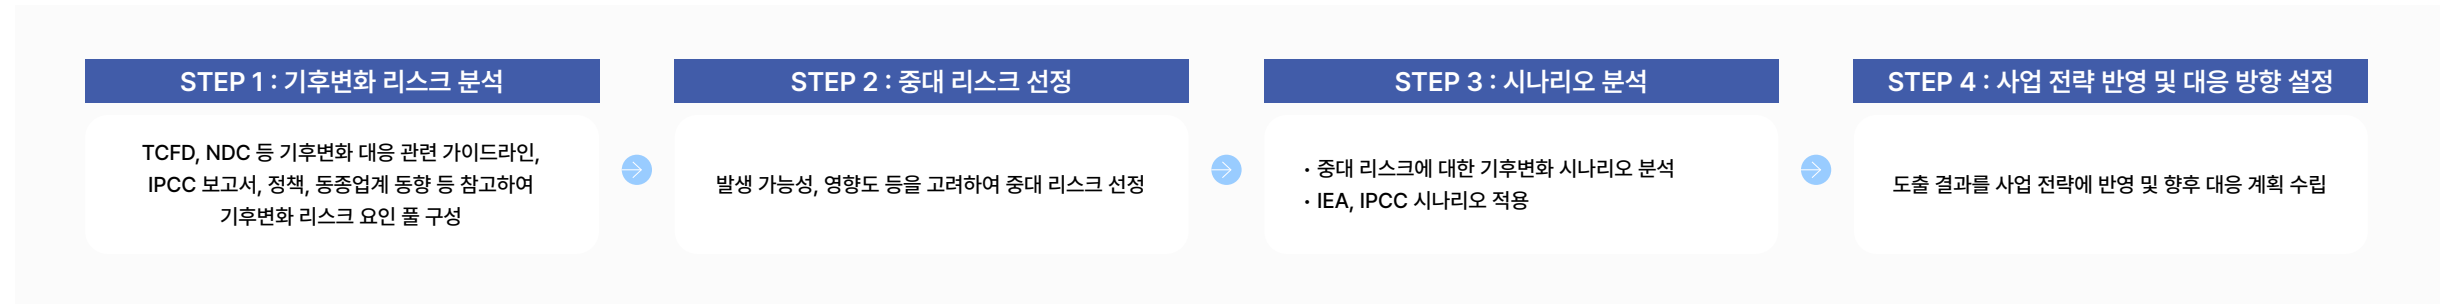 STEP 1 : 기후변화 리스크 분석
TCFD, NDC 등 기후변화 대응 관련 가이드라인,
IPCC 보고서, 정책, 동종업계 동향 등 참고하여
기후변화 리스크 요인 풀 구성
STEP 2 : 중대 리스크 선정
발생 가능성, 영향도 등을 고려하여 중대 리스크 선정
STEP 3 : 시나리오 분석
• 중대 리스크에 대한 기후변화 시나리오 분석
• IEA, IPCC 시나리오 적용
STEP 4 : 사업 전략 반영 및 대응 방향 설정
도출 결과를 사업 전략에 반영 및 향후 대응 계획 수립